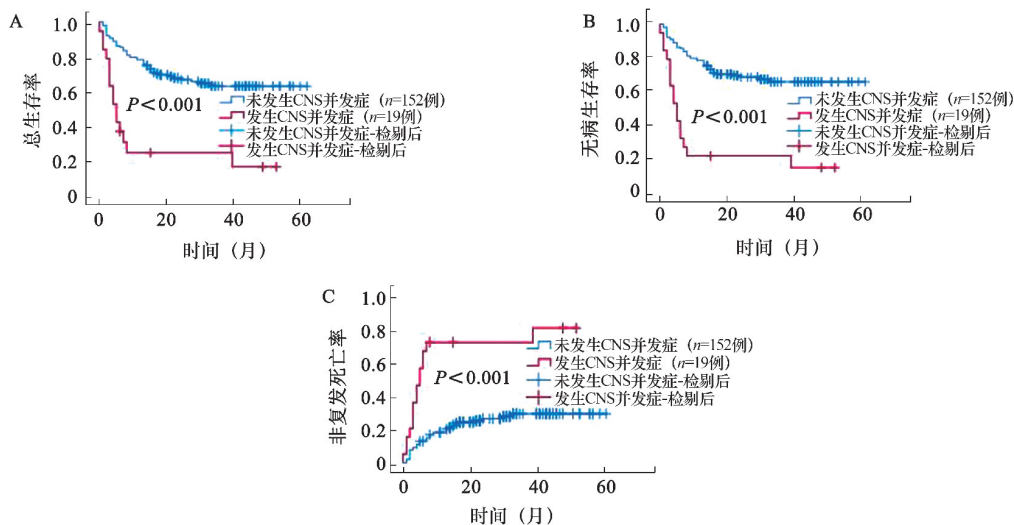 A
1.0
0.8
0.6
0.4
0.2
0
总生存率
P＜0.001
未发生CNS并发症（n=152例）
发生CNS并发症（n=19例）
未发生CNS并发症-检剔后
发生CNS并发症-检剔后
0 20 40 60
时间（月）
B
1.0
0.8
0.6
0.4
0.2
0
无病生存率
P＜0.001
未发生CNS并发症（n=152例）
发生CNS并发症（n=19例）
未发生CNS并发症-检剔后
发生CNS并发症-检剔后
0 20 40 60
时间（月）
C
1.0
0.8
0.6
0.4
0.2
0
非复发死亡率
P＜0.001
未发生CNS并发症（n=152例）
发生CNS并发症（n=19例）
未发生CNS并发症-检剔后
发生CNS并发症-检剔后
0 20 40 60
时间（月）